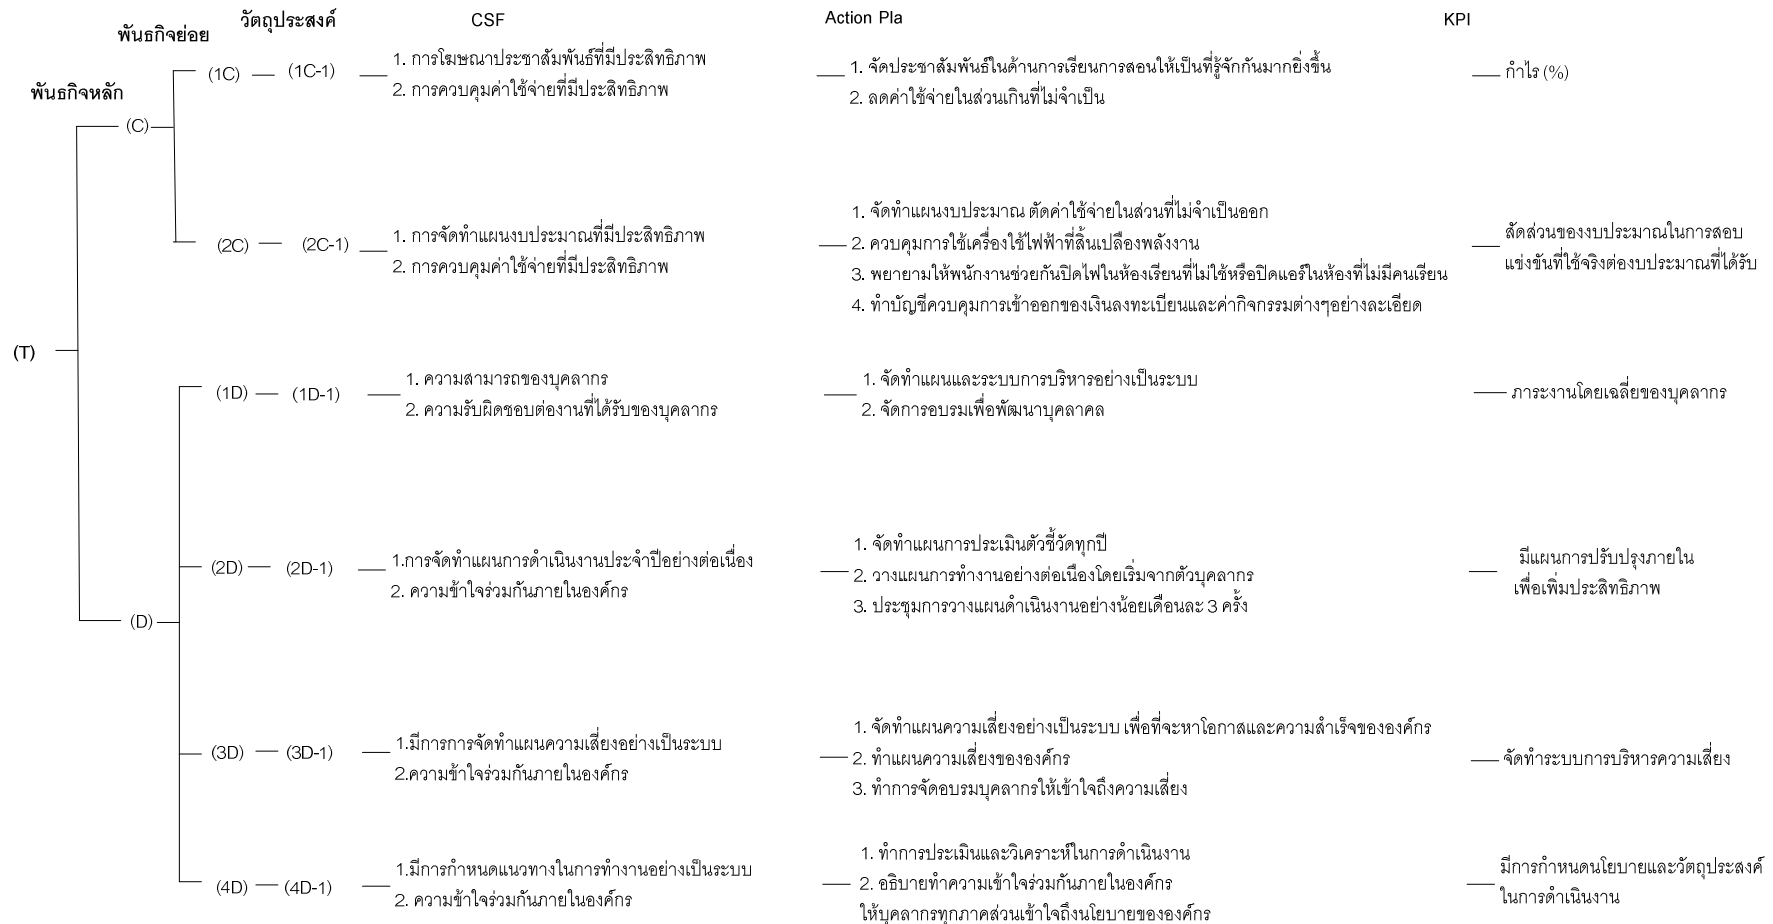 วัตถุประสงค์
CSF
Action Pla
KPI
พันธกิจย่อย
พันธกิจหลัก
(T)
(C)
(1C)
(1C-1)
1. การโฆษณาประชาสัมพันธ์ที่มีประสิทธิภาพ
2. การควบคุมค่าใช้จ่ายที่มีประสิทธิภาพ
1. จัดประชาสัมพันธ์ในด้านการเรียนการสอนให้เป็นที่รู้จักกันมากยิ่งขึ้น
2. ลดค่าใช้จ่ายในส่วนเกินที่ไม่จำเป็น
กำไร (%)
(2C)
(2C-1)
1. การจัดทำแผนงบประมาณที่มีประสิทธิภาพ
2. การควบคุมค่าใช้จ่ายที่มีประสิทธิภาพ
1. จัดทำแผนงบประมาณ ตัดค่าใช้จ่ายในส่วนที่ไม่จำเป็นออก
2. ควบคุมการใช้เครื่องใช้ไฟฟ้าที่สิ้นเปลืองพลังงาน
3. พยายามให้พนักงานช่วยกันปิดไฟในห้องเรียนที่ไม่ใช้หรือปิดแอร์ในห้องที่ไม่มีคนเรียน
4. ทำบัญชีควบคุมการเข้าออกของเงินลงทะเบียนและค่ากิจกรรมต่างๆอย่างละเอียด
สัดส่วนของงบประมาณในการสอบ
แข่งขันที่ใช้จริงต่องบประมาณที่ได้รับ
(D)
(1D)
(1D-1)
1. ความสามารถของบุคลากร
2. ความรับผิดชอบต่องานที่ได้รับของบุคลากร
1. จัดทำแผนและระบบการบริหารอย่างเป็นระบบ
2. จัดการอบรมเพื่อพัฒนาบุคลาคล
ภาระงานโดยเฉลี่ยของบุคลากร
(2D)
(2D-1)
1.การจัดทำแผนการดำเนินงานประจำปีอย่างต่อเนื่อง
2. ความข้าใจร่วมกันภายในองค์กร
1. จัดทำแผนการประเมินตัวชี้วัดทุกปี
2. วางแผนการทำงานอย่างต่อเนื่องโดยเริ่มจากตัวบุคลากร
3. ประชุมการวางแผนดำเนินงานอย่างน้อยเดือนละ 3 ครั้ง
มีแผนการปรับปรุงภายใน
เพื่อเพิ่มประสิทธิภาพ
(3D)
(3D-1)
1.มีการการจัดทำแผนความเสี่ยงอย่างเป็นระบบ
2.ความข้าใจร่วมกันภายในองค์กร
1. จัดทำแผนความเสี่ยงอย่างเป็นระบบ เพื่อที่จะหาโอกาสและความสำเร็จขององค์กร
2. ทำแผนความเสี่ยงขององค์กร
3. ทำการจัดอบรมบุคลากรให้เข้าใจถึงความเสี่ยง
จัดทำระบบการบริหารความเสี่ยง
(4D)
(4D-1)
1.มีการกำหนดแนวทางในการทำงานอย่างเป็นระบบ
2. ความข้าใจร่วมกันภายในองค์กร
1. ทำการประเมินและวิเคราะห์ในการดำเนินงาน
2. อธิบายทำความเข้าใจร่วมกันภายในองค์กร
ให้บุคลากรทุกภาคส่วนเข้าใจถึงนโยบายขององค์กร
มีการกำหนดนโยบายและวัตถุประสงค์
ในการดำเนินงาน